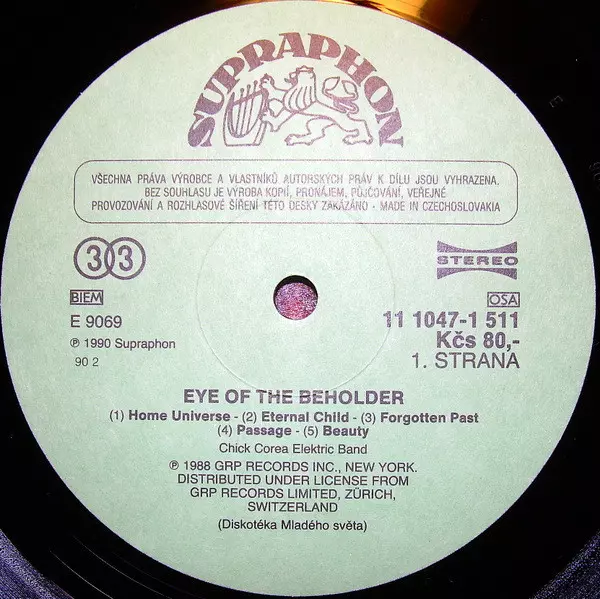 SUPRAPHON
VŠECHNA PRÁVA VÝROBCE A VLASTNÍKŮ AUTORSKÝCH PRÁV K DÍLU JSOU VYHRAZENA.
BEZ SOUHLASU JE VÝROBA KOPIÍ, PRONÁJEM, PŮJČOVÁNÍ, VEŘEJNÉ
PROVOZOVÁNÍ A ROZHLASOVÉ ŠÍŘENÍ TÉTO DESKY ZAKÁZÁNO - MADE IN CZECHOSLOVAKIA
33
STEREO
BIEM
OSA
E 9069
11 1047-1 511
℗ 1990 Supraphon
Kčs 80,-
90 2
1. STRANA
EYE OF THE BEHOLDER
(1) Home Universe - (2) Eternal Child - (3) Forgotten Past
(4) Passage - (5) Beauty
Chick Corea Elektric Band
℗ 1988 GRP RECORDS INC., NEW YORK.
DISTRIBUTED UNDER LICENSE FROM
GRP RECORDS LIMITED, ZÜRICH,
SWITZERLAND
(Diskotéka Mladého světa)